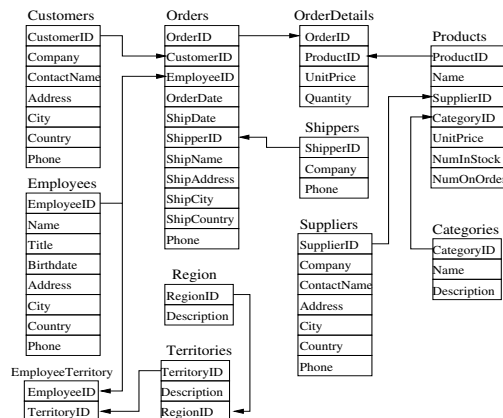 Customers
CustomerID
Company
ContactName
Address
City
Country
Phone
Employees
EmployeeID
Name
Title
Birthdate
Address
City
Country
Phone
EmployeeTerritory
EmployeeID
TerritoryID
Orders
OrderID
CustomerID
EmployeeID
OrderDate
ShipDate
ShipperID
ShipName
ShipAddress
ShipCity
ShipCountry
Phone
Region
RegionID
Description
Territories
TerritoryID
Description
RegionID
OrderDetails
OrderID
ProductID
UnitPrice
Quantity
Shippers
ShipperID
Company
Phone
Suppliers
SupplierID
Company
ContactName
Address
City
Country
Phone
Products
ProductID
Name
SupplierID
CategoryID
UnitPrice
NumInStock
NumOnOrder
Categories
CategoryID
Name
Description